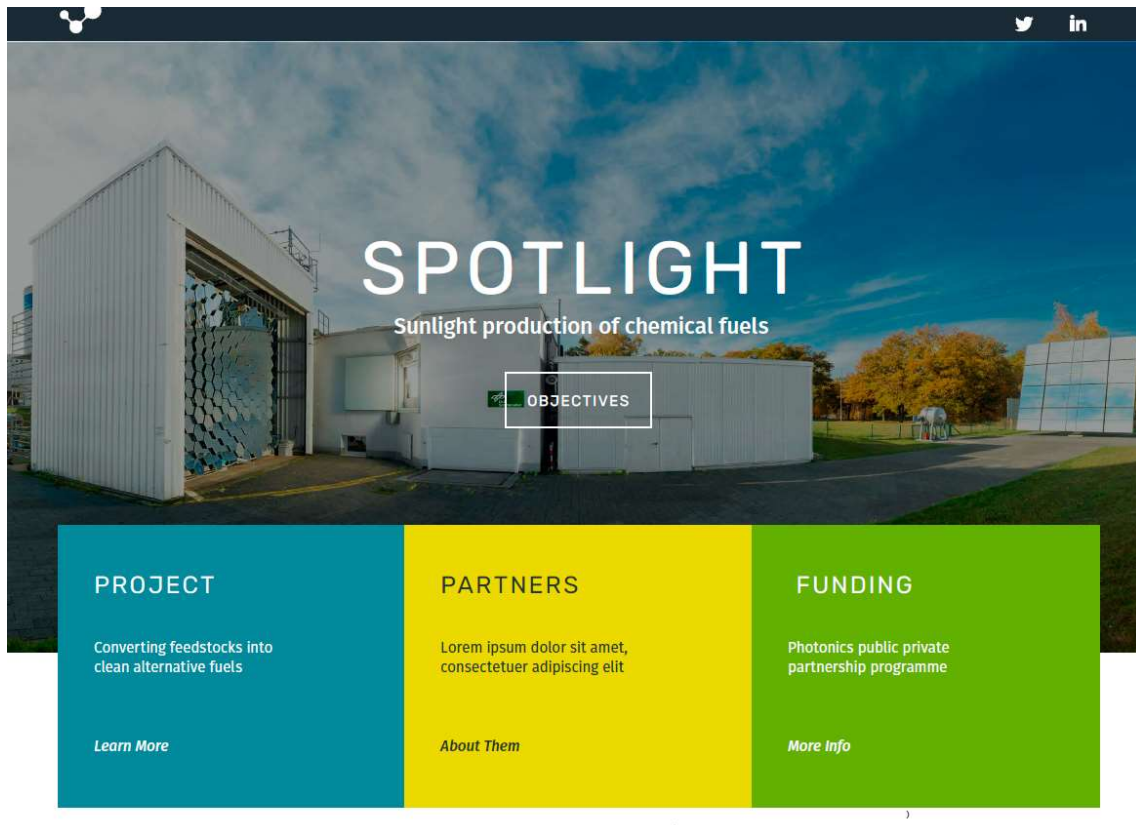 SPOTLIGHT
Sunlight production of chemical fuels
OBJECTIVES
PROJECT
Converting feedstocks into
clean alternative fuels
Learn More
PARTNERS
Lorem ipsum dolor sit amet,
consectetuer adipiscing elit
About Them
FUNDING
Photonics public private
partnership programme
More Info
)